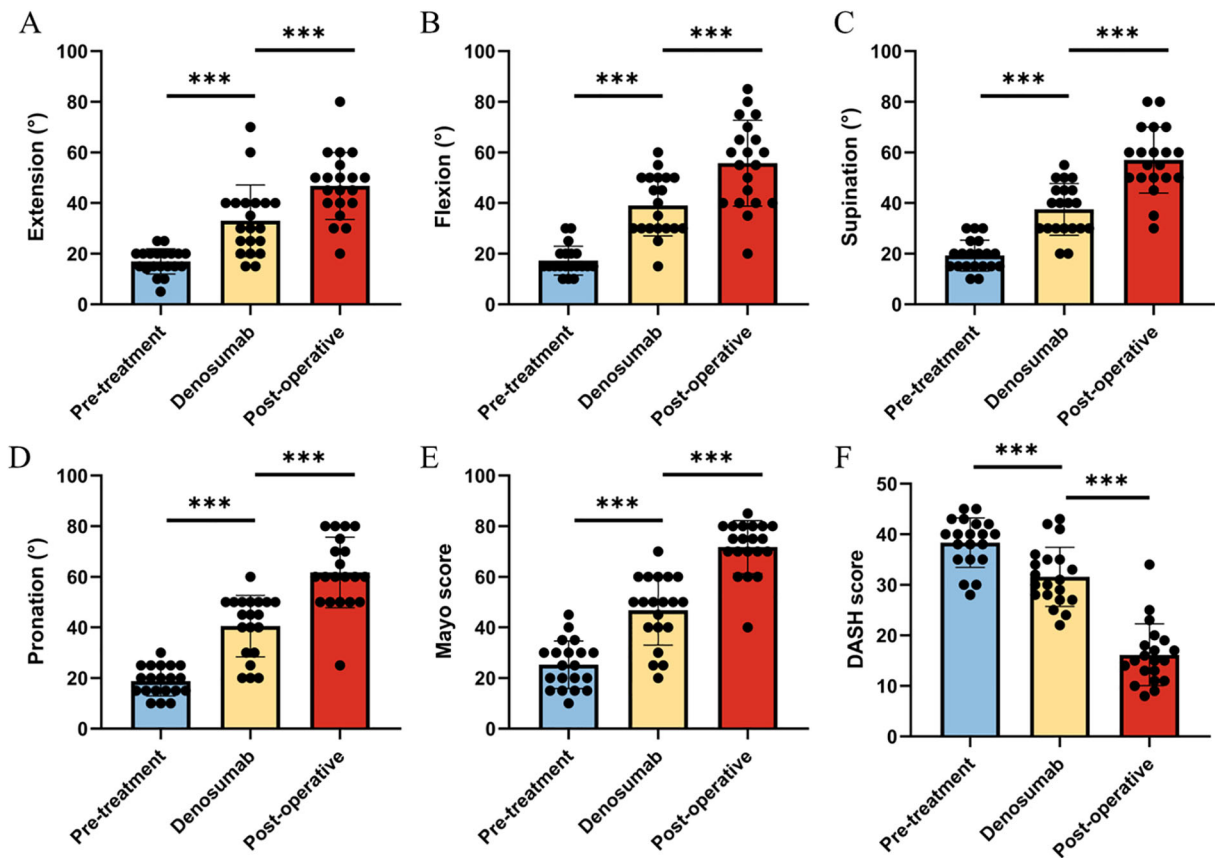 A
Extension (°)
100
80
60
40
20
0
***
***
Pre-treatment
Denosumab
Post-operative
B
Flexion (°)
100
80
60
40
20
0
***
***
Pre-treatment
Denosumab
Post-operative
C
Supination (°)
100
80
60
40
20
0
***
***
Pre-treatment
Denosumab
Post-operative
D
Pronation (°)
100
80
60
40
20
0
***
***
Pre-treatment
Denosumab
Post-operative
E
Mayo score
100
80
60
40
20
0
***
***
Pre-treatment
Denosumab
Post-operative
F
DASH score
50
40
30
20
10
0
***
***
Pre-treatment
Denosumab
Post-operative